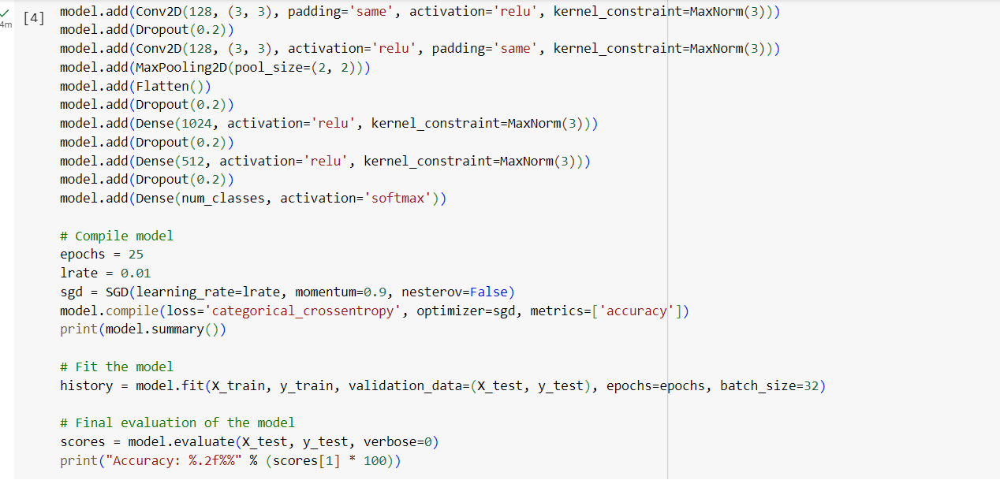 [4]
4m
model.add(Conv2D(128, (3, 3), padding='same', activation='relu', kernel_constraint=MaxNorm(3)))
model.add(Dropout(0.2))
model.add(Conv2D(128, (3, 3), activation='relu', padding='same', kernel_constraint=MaxNorm(3)))
model.add(MaxPooling2D(pool_size=(2, 2)))
model.add(Flatten())
model.add(Dropout(0.2))
model.add(Dense(1024, activation='relu', kernel_constraint=MaxNorm(3)))
model.add(Dropout(0.2))
model.add(Dense(512, activation='relu', kernel_constraint=MaxNorm(3)))
model.add(Dropout(0.2))
model.add(Dense(num_classes, activation='softmax'))
# Compile model
epochs = 25
lrate = 0.01
sgd = SGD(learning_rate=lrate, momentum=0.9, nesterov=False)
model.compile(loss='categorical_crossentropy', optimizer=sgd, metrics=['accuracy'])
print(model.summary())
# Fit the model
history = model.fit(X_train, y_train, validation_data=(X_test, y_test), epochs=epochs, batch_size=32)
# Final evaluation of the model
scores = model.evaluate(X_test, y_test, verbose=0)
print("Accuracy: %.2f%%" % (scores[1] * 100))